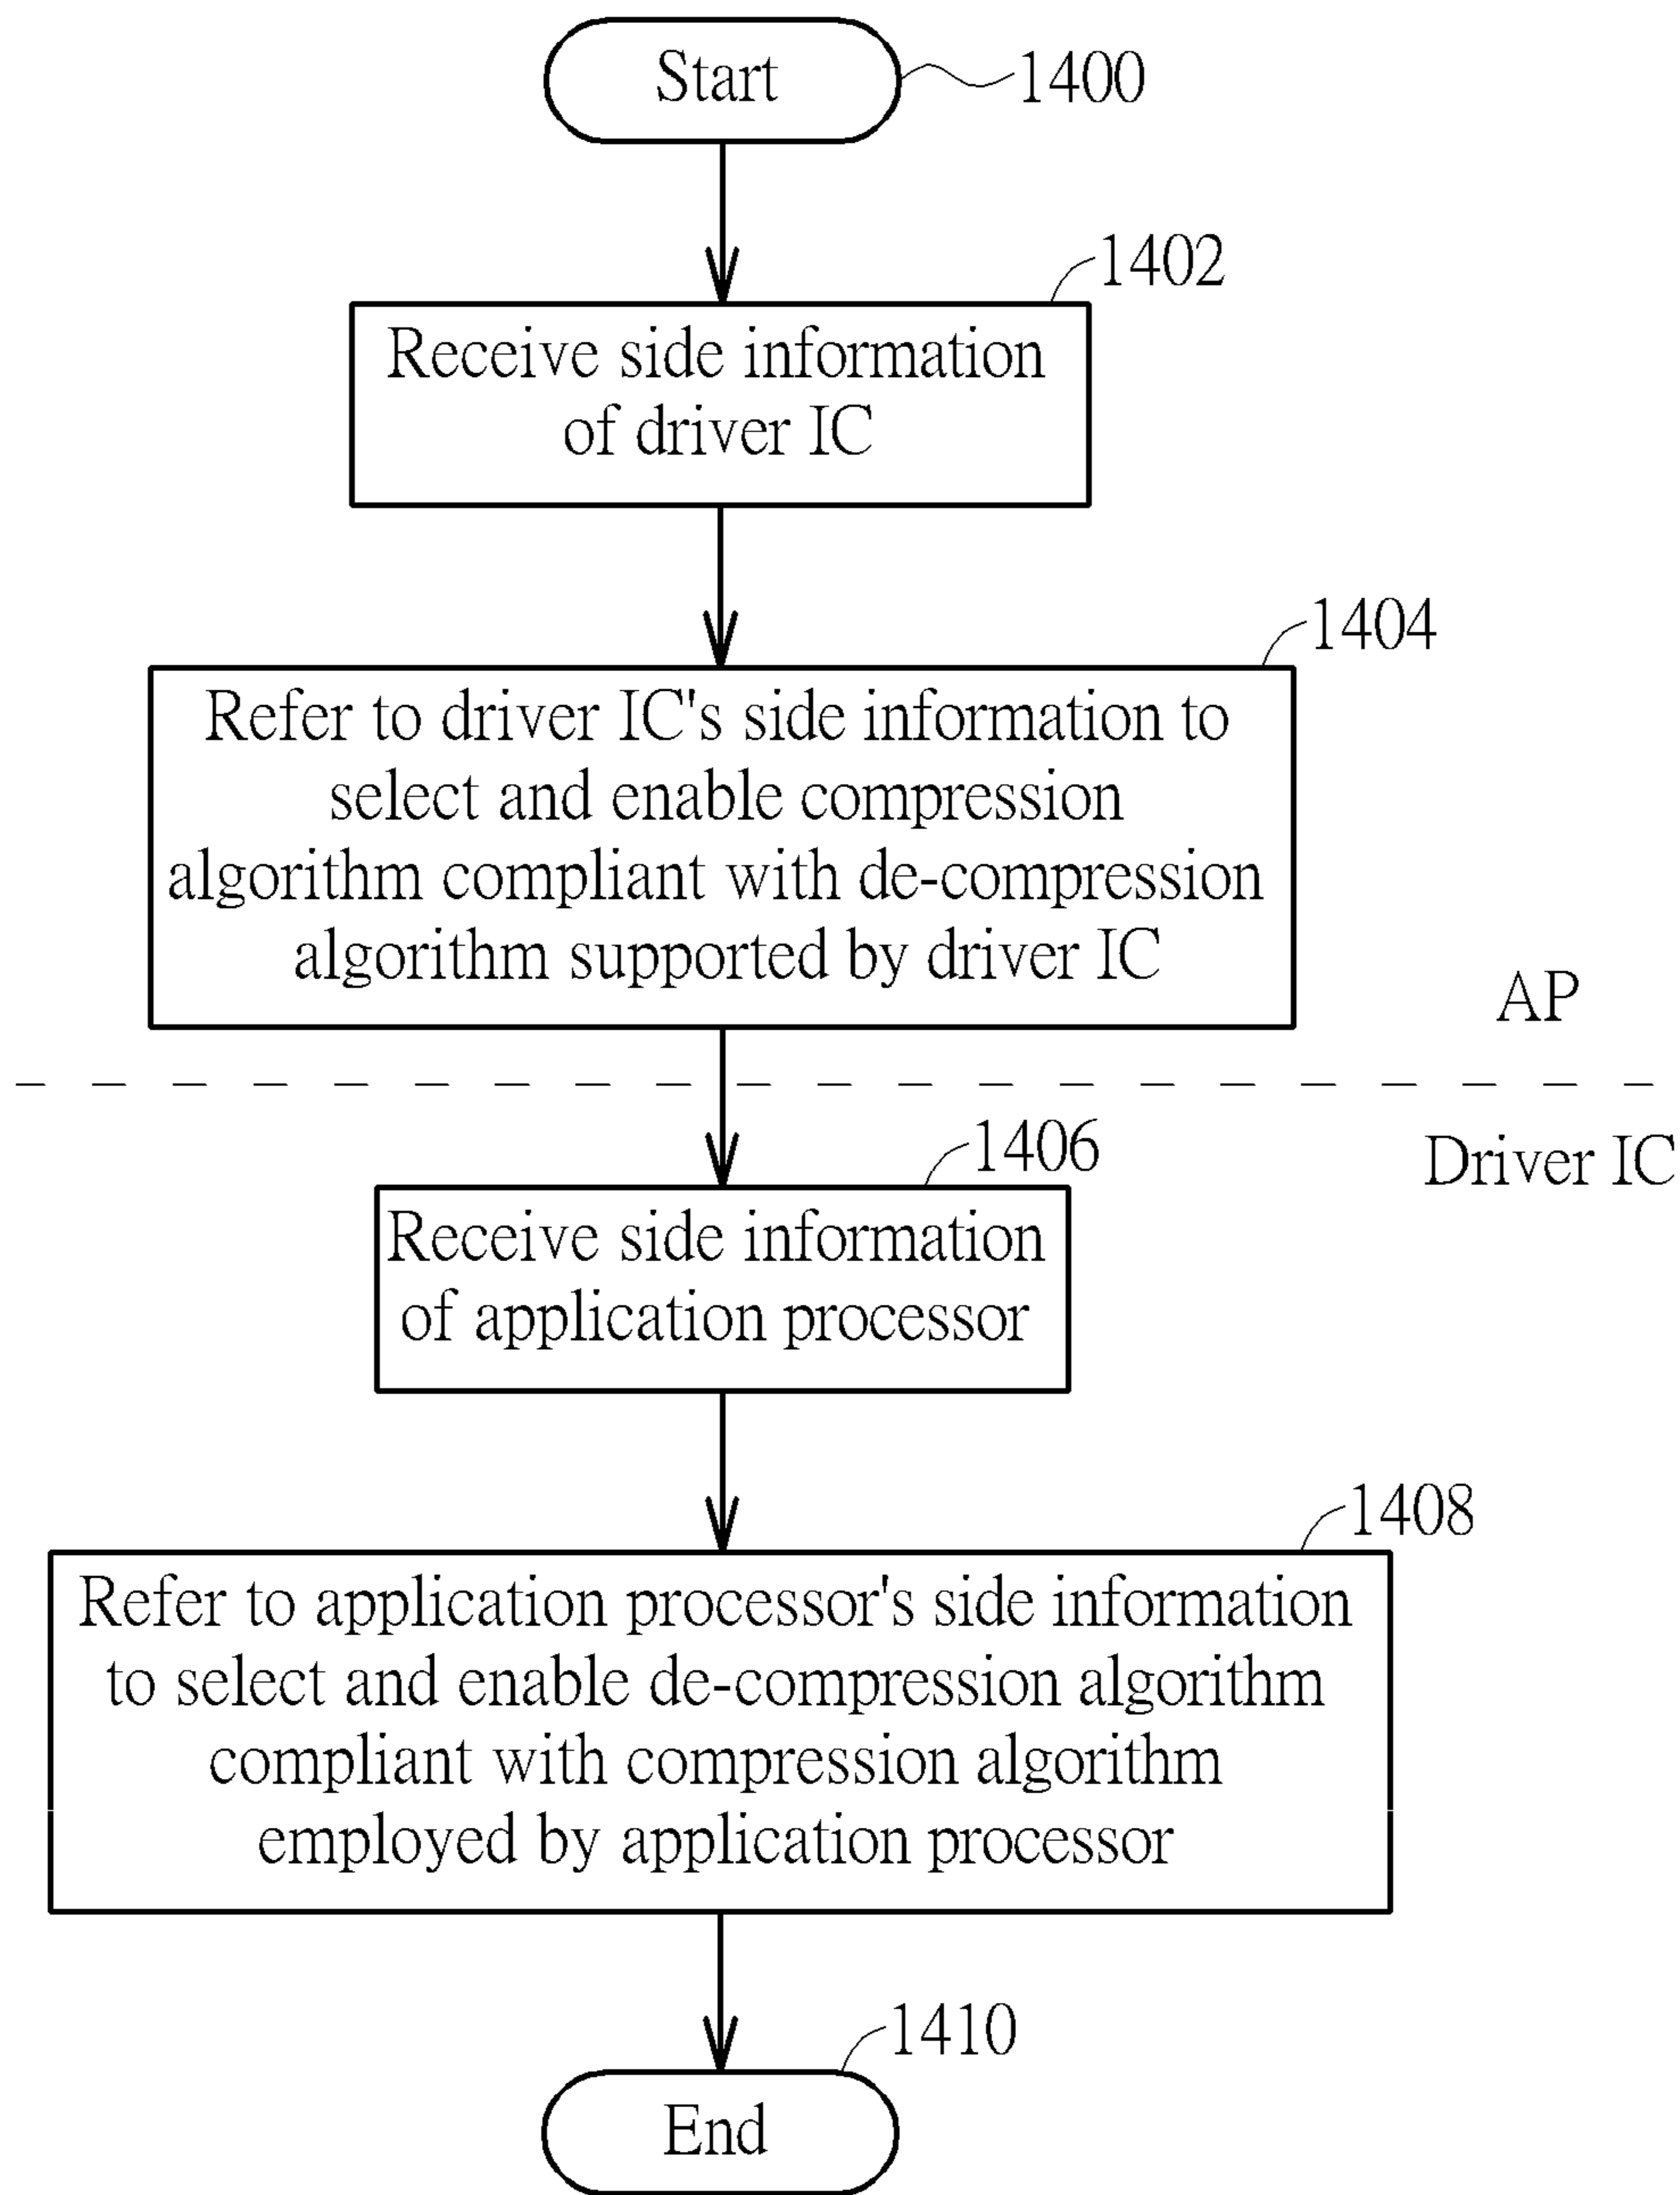 Start
1400
1402
Receive side information
of driver IC
1404
Refer to driver IC's side information to
select and enable compression
algorithm compliant with de-compression
algorithm supported by driver IC
AP
Driver IC
1406
Receive side information
of application processor
1408
Refer to application processor's side information
to select and enable de-compression algorithm
compliant with compression algorithm
employed by application processor
1410
End